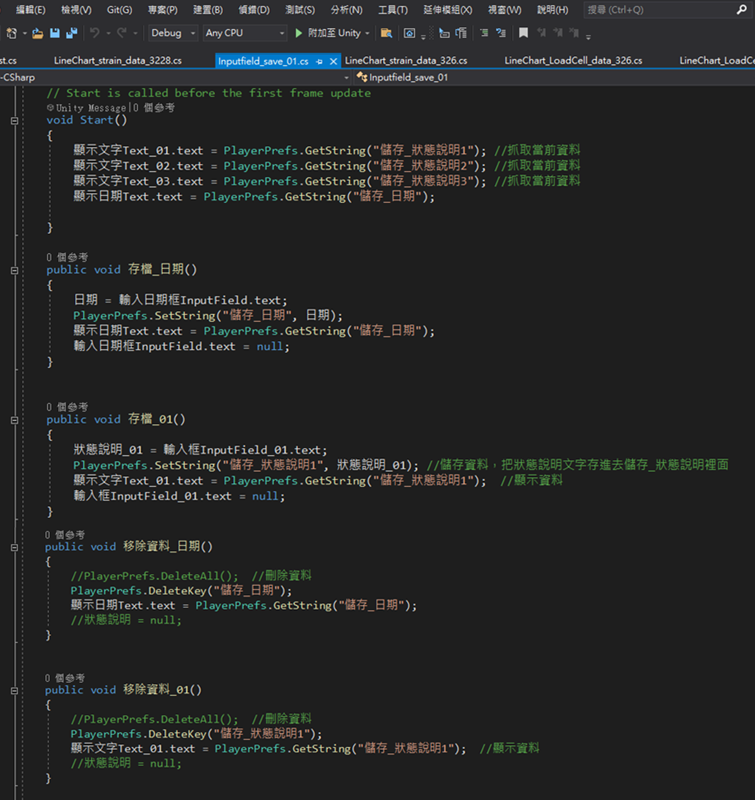 編輯(E) 檢視(V) Git(G) 專案(P) 建置(B) 偵錯(D) 測試(S) 分析(N) 工具(T) 延伸模組(X) 視窗(W) 說明(H) 搜尋 (Ctrl+Q)
Debug Any CPU 附加至 Unity
st.cs LineChart_strain_data_3228.cs Inputfield_save_01.cs LineChart_strain_data_326.cs LineChart_LoadCell_data_326.cs LineChart_LoadCe
-CSharp Inputfield_save_01
// Start is called before the first frame update
Unity Message|0 個參考
void Start()
{
顯示文字Text_01.text = PlayerPrefs.GetString("儲存_狀態說明1"); //抓取當前資料
顯示文字Text_02.text = PlayerPrefs.GetString("儲存_狀態說明2"); //抓取當前資料
顯示文字Text_03.text = PlayerPrefs.GetString("儲存_狀態說明3"); //抓取當前資料
顯示日期Text.text = PlayerPrefs.GetString("儲存_日期");
}
0 個參考
public void 存檔_日期()
{
日期 = 輸入日期框InputField.text;
PlayerPrefs.SetString("儲存_日期", 日期);
顯示日期Text.text = PlayerPrefs.GetString("儲存_日期");
輸入日期框InputField.text = null;
}
0 個參考
public void 存檔_01()
{
狀態說明_01 = 輸入框InputField_01.text;
PlayerPrefs.SetString("儲存_狀態說明1", 狀態說明_01); //儲存資料，把狀態說明文字存進去儲存_狀態說明裡面
顯示文字Text_01.text = PlayerPrefs.GetString("儲存_狀態說明1"); //顯示資料
輸入框InputField_01.text = null;
}
0 個參考
public void 移除資料_日期()
{
//PlayerPrefs.DeleteAll(); //刪除資料
PlayerPrefs.DeleteKey("儲存_日期");
顯示日期Text.text = PlayerPrefs.GetString("儲存_日期");
//狀態說明 = null;
}
0 個參考
public void 移除資料_01()
{
//PlayerPrefs.DeleteAll(); //刪除資料
PlayerPrefs.DeleteKey("儲存_狀態說明1");
顯示文字Text_01.text = PlayerPrefs.GetString("儲存_狀態說明1"); //顯示資料
//狀態說明 = null;
}